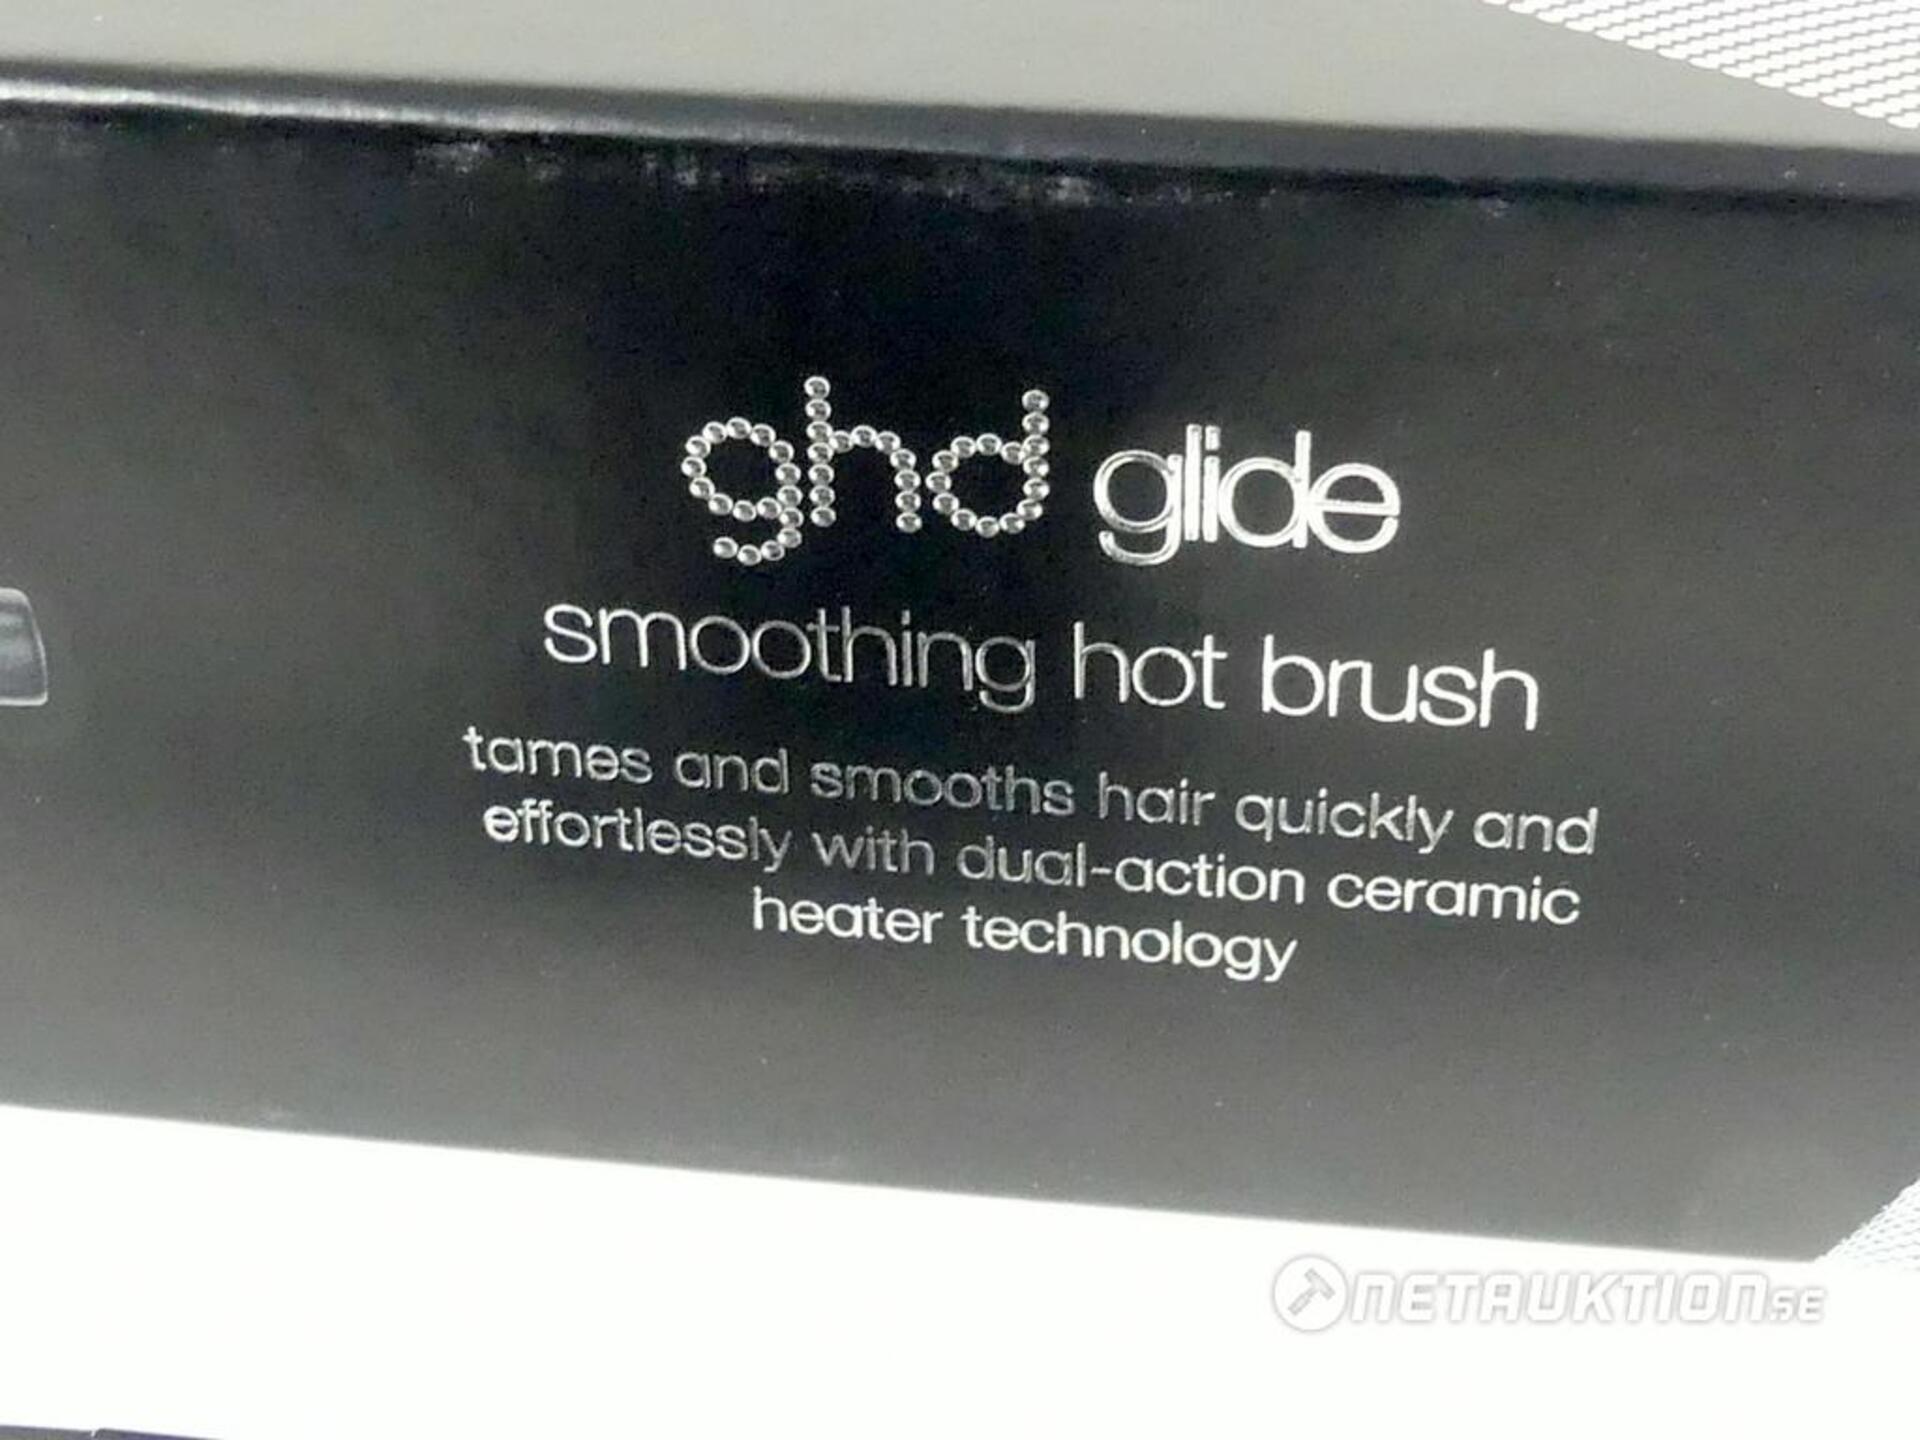 ghd glide
smoothing hot brush
tames and smooths hair quickly and
effortlessly with dual-action ceramic
heater technology
NETAUKTION.SE